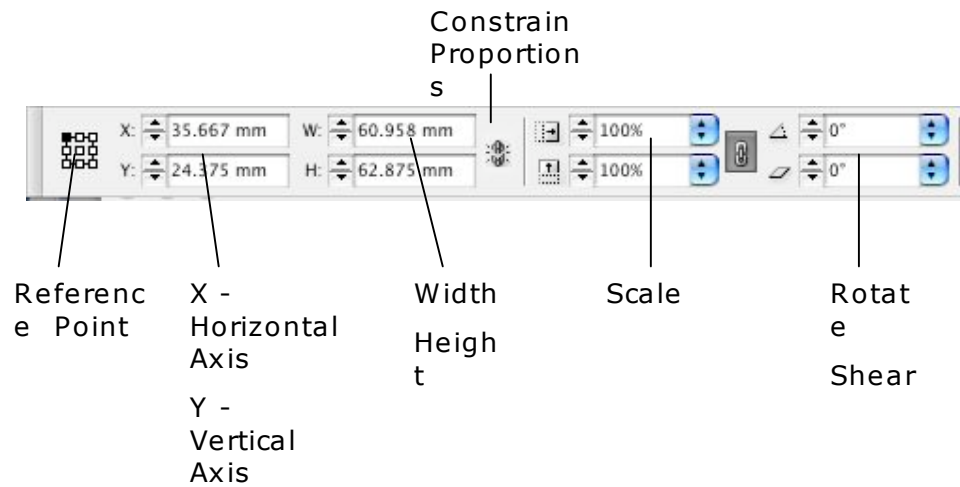 Constrain
Proportion
s
X: 35.667 mm W: 60.958 mm 100% 0°
Y: 24.375 mm H: 62.875 mm 100% 0°
Referenc
e Point
X -
Horizontal
Axis
Y -
Vertical
Axis
Width
Heigh
t
Scale
Rotat
e
Shear